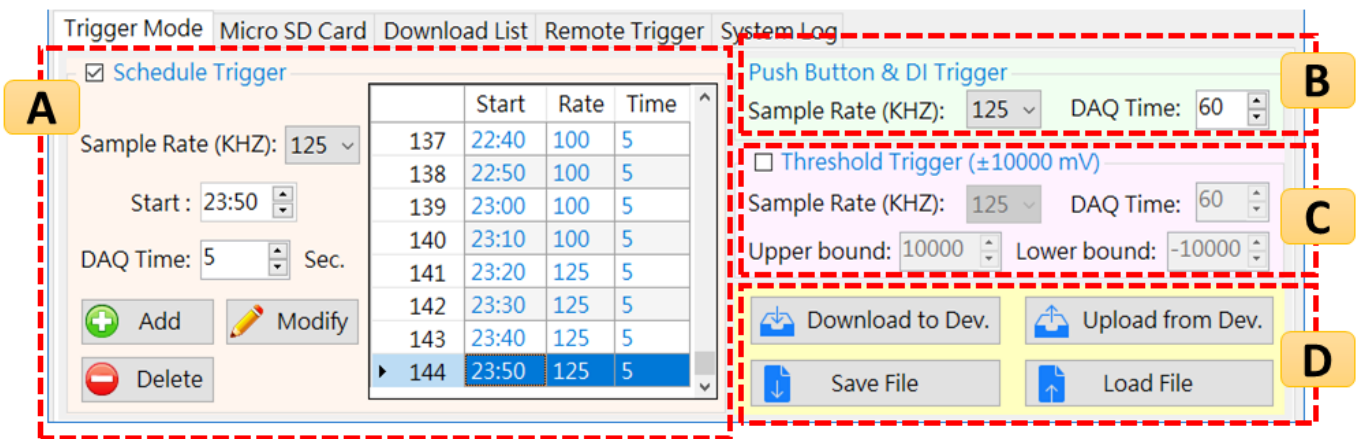 Trigger Mode Micro SD Card Download List Remote Trigger System Log
A
Schedule Trigger
Sample Rate (KHZ): 125
Start : 23:50
DAQ Time: 5 Sec.
Add Modify
Delete
Start Rate Time
137 22:40 100 5
138 22:50 100 5
139 23:00 100 5
140 23:10 100 5
141 23:20 125 5
142 23:30 125 5
143 23:40 125 5
144 23:50 125 5
B
Push Button & DI Trigger
Sample Rate (KHZ): 125 DAQ Time: 60
C
Threshold Trigger (±10000 mV)
Sample Rate (KHZ): 125 DAQ Time: 60
Upper bound: 10000 Lower bound: -10000
D
Download to Dev. Upload from Dev.
Save File Load File